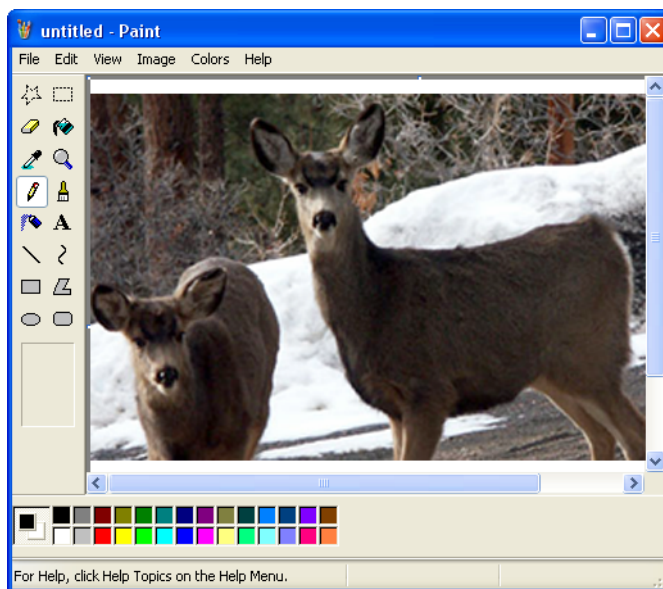 untitled - Paint
File Edit View Image Colors Help
A
For Help, click Help Topics on the Help Menu.